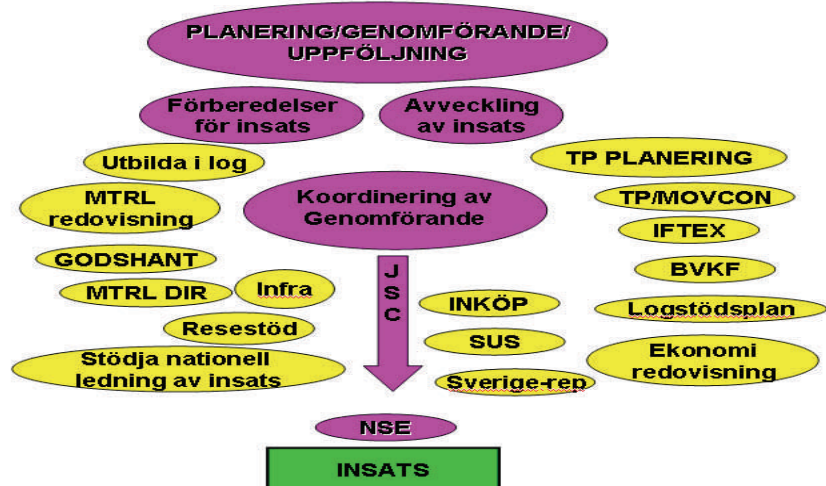 PLANERING/GENOMFÖRANDE/
UPPFÖLJNING
Förberedelser
för insats
Avveckling
av insats
Utbilda i log
TP PLANERING
MTRL
redovisning
Koordinering av
Genomförande
TP/MOVCON
IFTEX
GODSHANT
BVKF
MTRL DIR
Infra
J
S
C
INKÖP
Logstödsplan
Resestöd
SUS
Stödja nationell
ledning av insats
Ekonomi
redovisning
Sverige-rep
NSE
INSATS